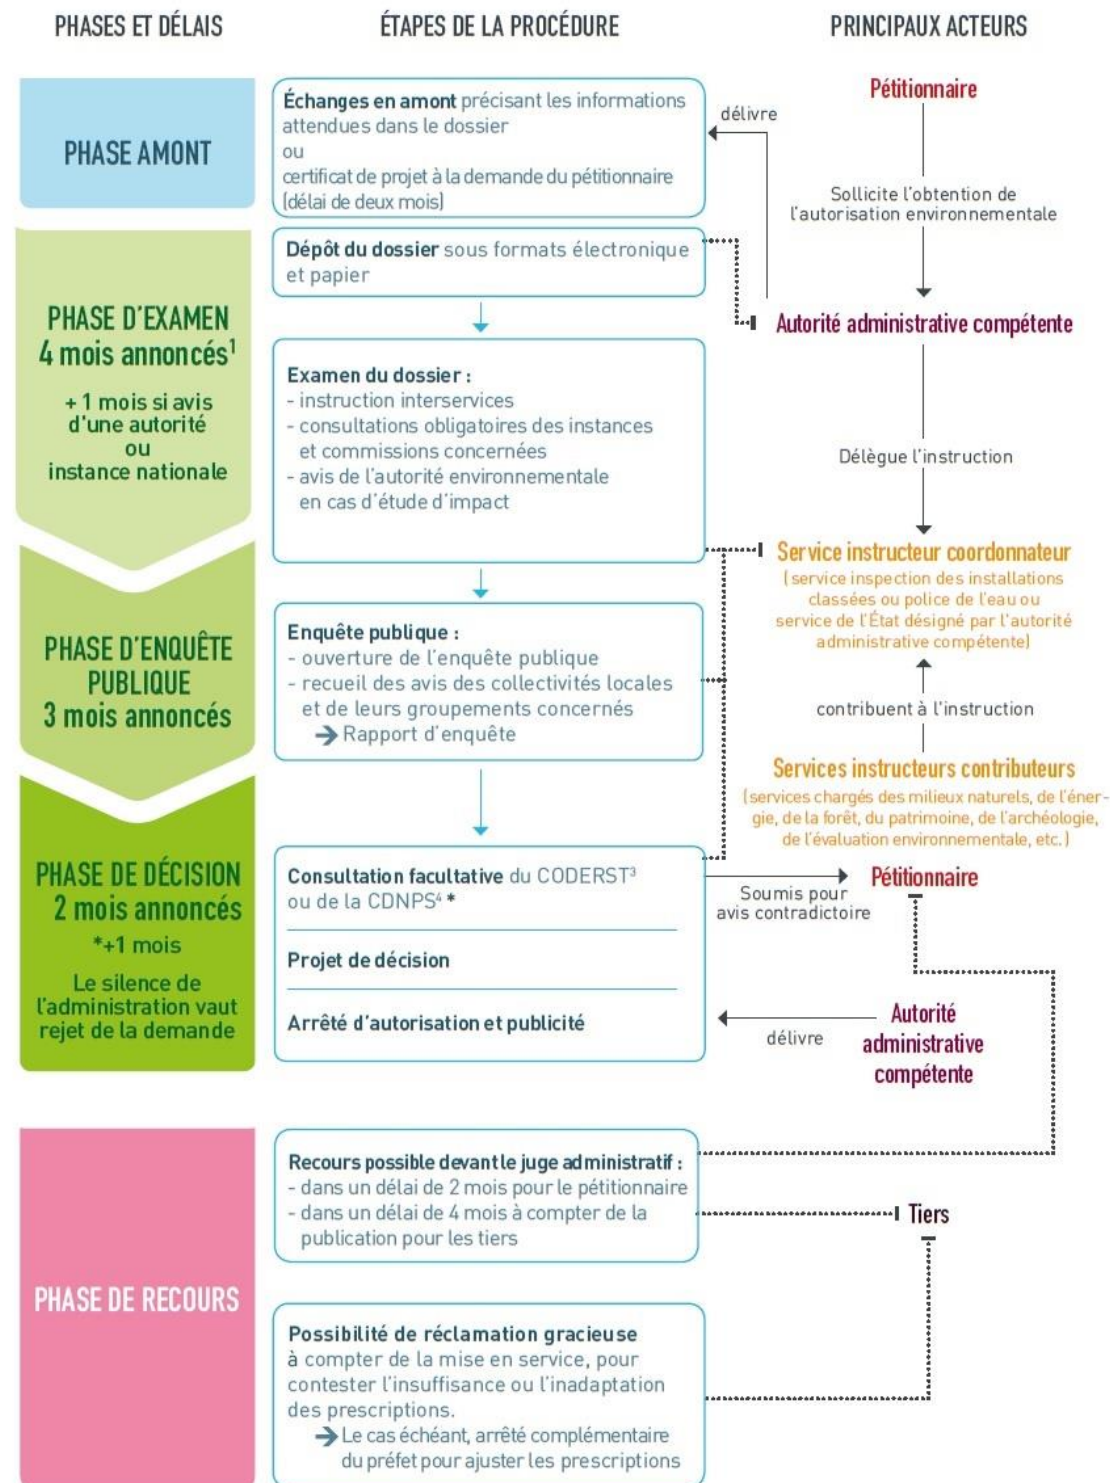 PHASES ET DÉLAIS
ÉTAPES DE LA PROCÉDURE
PRINCIPAUX ACTEURS
PHASE AMONT
Échanges en amont précisant les informations
attendues dans le dossier
ou
certificat de projet à la demande du pétitionnaire
(délai de deux mois)
délivre
Pétitionnaire
Sollicite l'obtention de
l'autorisation environnementale
Dépôt du dossier sous formats électronique
et papier
Autorité administrative compétente
PHASE D'EXAMEN
4 mois annoncés¹
+ 1 mois si avis
d'une autorité
ou
instance nationale
Examen du dossier :
- instruction interservices
- consultations obligatoires des instances
et commissions concernées
- avis de l'autorité environnementale
en cas d'étude d'impact
Délègue l'instruction
Service instructeur coordonnateur
(service inspection des installations
classées ou police de l'eau ou
service de l'État désigné par l'autorité
administrative compétente)
PHASE D'ENQUÊTE
PUBLIQUE
3 mois annoncés
Enquête publique :
- ouverture de l'enquête publique
- recueil des avis des collectivités locales
et de leurs groupements concernés
→ Rapport d'enquête
contribuent à l'instruction
Services instructeurs contributeurs
(services chargés des milieux naturels, de l'éner-
gie, de la forêt, du patrimoine, de l'archéologie,
de l'évaluation environnementale, etc.)
PHASE DE DÉCISION
2 mois annoncés
*+1 mois
Le silence de
l'administration vaut
rejet de la demande
Consultation facultative du CODERST³
ou de la CDNPS⁴ *
Projet de décision
Arrêté d'autorisation et publicité
Soumis pour
avis contradictoire
Pétitionnaire
délivre
Autorité
administrative
compétente
PHASE DE RECOURS
Recours possible devant le juge administratif :
- dans un délai de 2 mois pour le pétitionnaire
- dans un délai de 4 mois à compter de la
publication pour les tiers
Tiers
Possibilité de réclamation gracieuse
à compter de la mise en service, pour
contester l'insuffisance ou l'inadaptation
des prescriptions.
→ Le cas échéant, arrêté complémentaire
du préfet pour ajuster les prescriptions